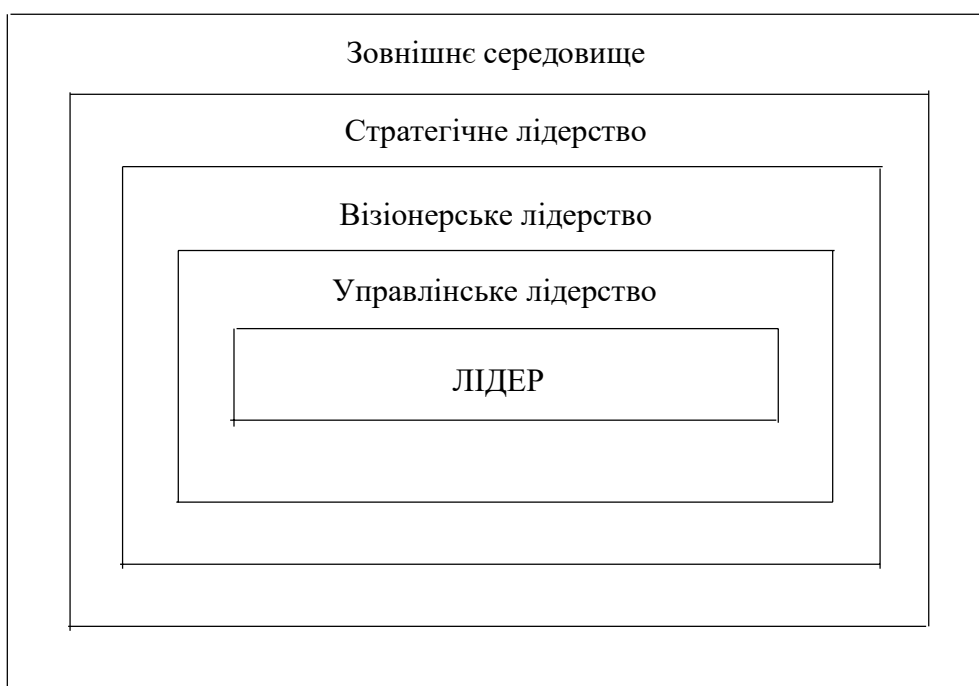 Зовнішнє середовище
Стратегічне лідерство
Візіонерське лідерство
Управлінське лідерство
ЛІДЕР